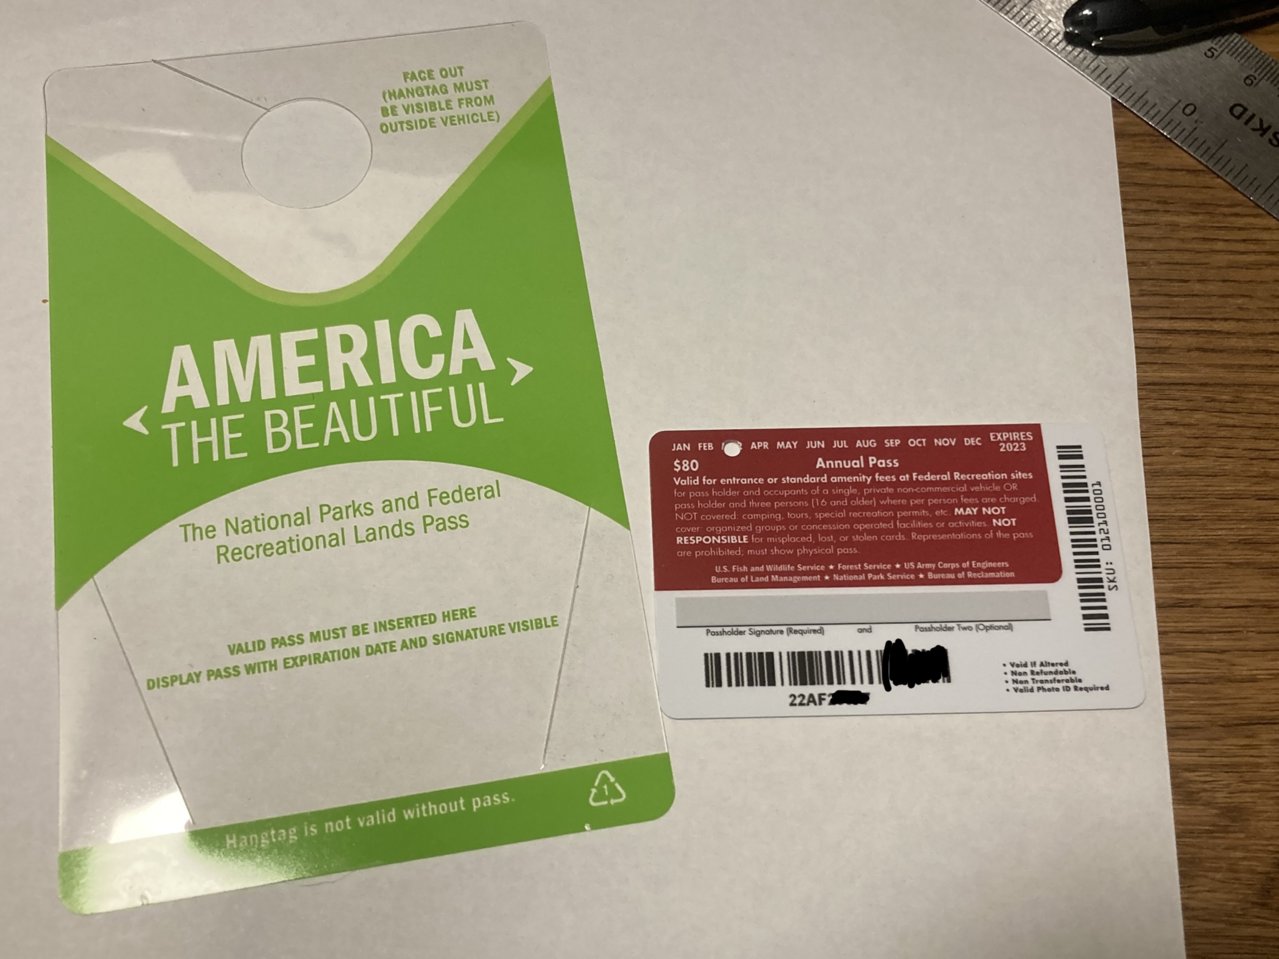 FACE OUT
(HANGTAG MUST
BE VISIBLE FROM
OUTSIDE VEHICLE)
AMERICA
THE BEAUTIFUL
The National Parks and Federal
Recreational Lands Pass
VALID PASS MUST BE INSERTED HERE
DISPLAY PASS WITH EXPIRATION DATE AND SIGNATURE VISIBLE
Hangtag is not valid without pass.
1
JAN FEB APR MAY JUN JUL AUG SEP OCT NOV DEC EXPIRES
2023
$80 Annual Pass
Valid for entrance or standard amenity fees at Federal Recreation sites
for pass holder and occupants of a single, private non-commercial vehicle OR
pass holder and three persons (16 and older) where per person fees are charged.
NOT covered: camping, tours, special recreation permits, etc. MAY NOT
cover organized groups or concession operated facilities or activities. NOT
RESPONSIBLE for misplaced, lost, or stolen cards. Representations of the pass
are prohibited; must show physical pass.
U.S. Fish and Wildlife Service ★ Forest Service ★ US Army Corps of Engineers
Bureau of Land Management ★ National Park Service ★ Bureau of Reclamation
Passholder Signature (Required) and Passholder Two (Optional)
22AF
• Void If Altered
• Non Refundable
• Non Transferable
• Valid Photo ID Required
SKU: 012100001
5
6
0
SKID